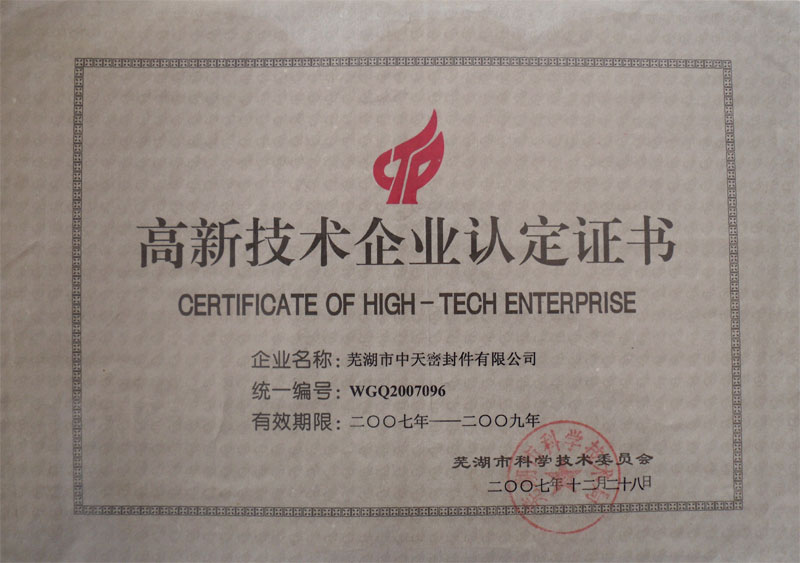 高新技术企业认定证书
CERTIFICATE OF HIGH-TECH ENTERPRISE
企业名称: 芜湖市中天密封件有限公司
统一编号: WGQ2007096
有效期限: 二〇〇七年——二〇〇九年
芜湖市科学技术委员会
二〇〇七年十二月二十八日